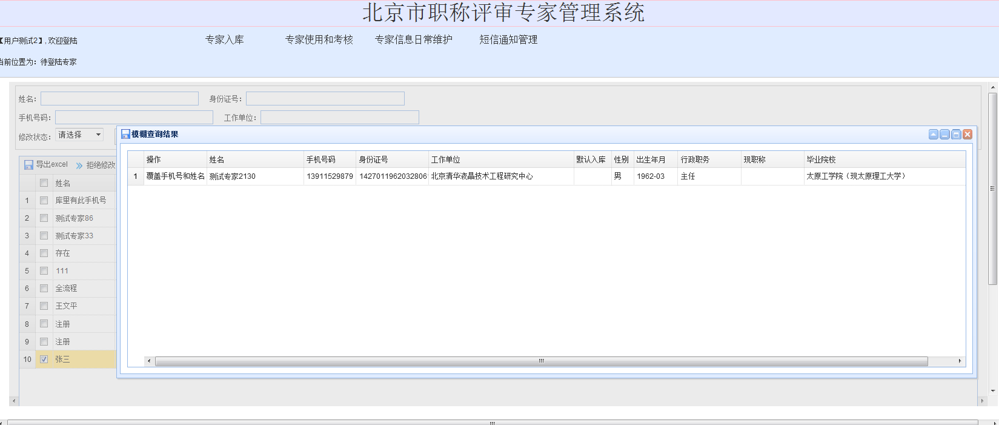 北京市职称评审专家管理系统
【用户测试2】, 欢迎登陆
专家入库 专家使用和考核 专家信息日常维护 短信通知管理
当前位置为：待登陆专家
姓名： 身份证号：
手机号码： 工作单位：
修改状态： 请选择
模糊查询结果
操作 姓名 手机号码 身份证号 工作单位 默认入库 性别 出生年月 行政职务 现职称 毕业院校
1 覆盖手机号和姓名 测试专家2130 13911529879 1427011962032806 北京清华液晶技术工程研究中心 男 1962-03 主任 太原工学院（现太原理工大学）
导出excel 拒绝修改
姓名
1 库里有此手机号
2 测试专家86
3 测试专家33
4 存在
5 111
6 全流程
7 王文平
8 注册
9 注册
10 张三